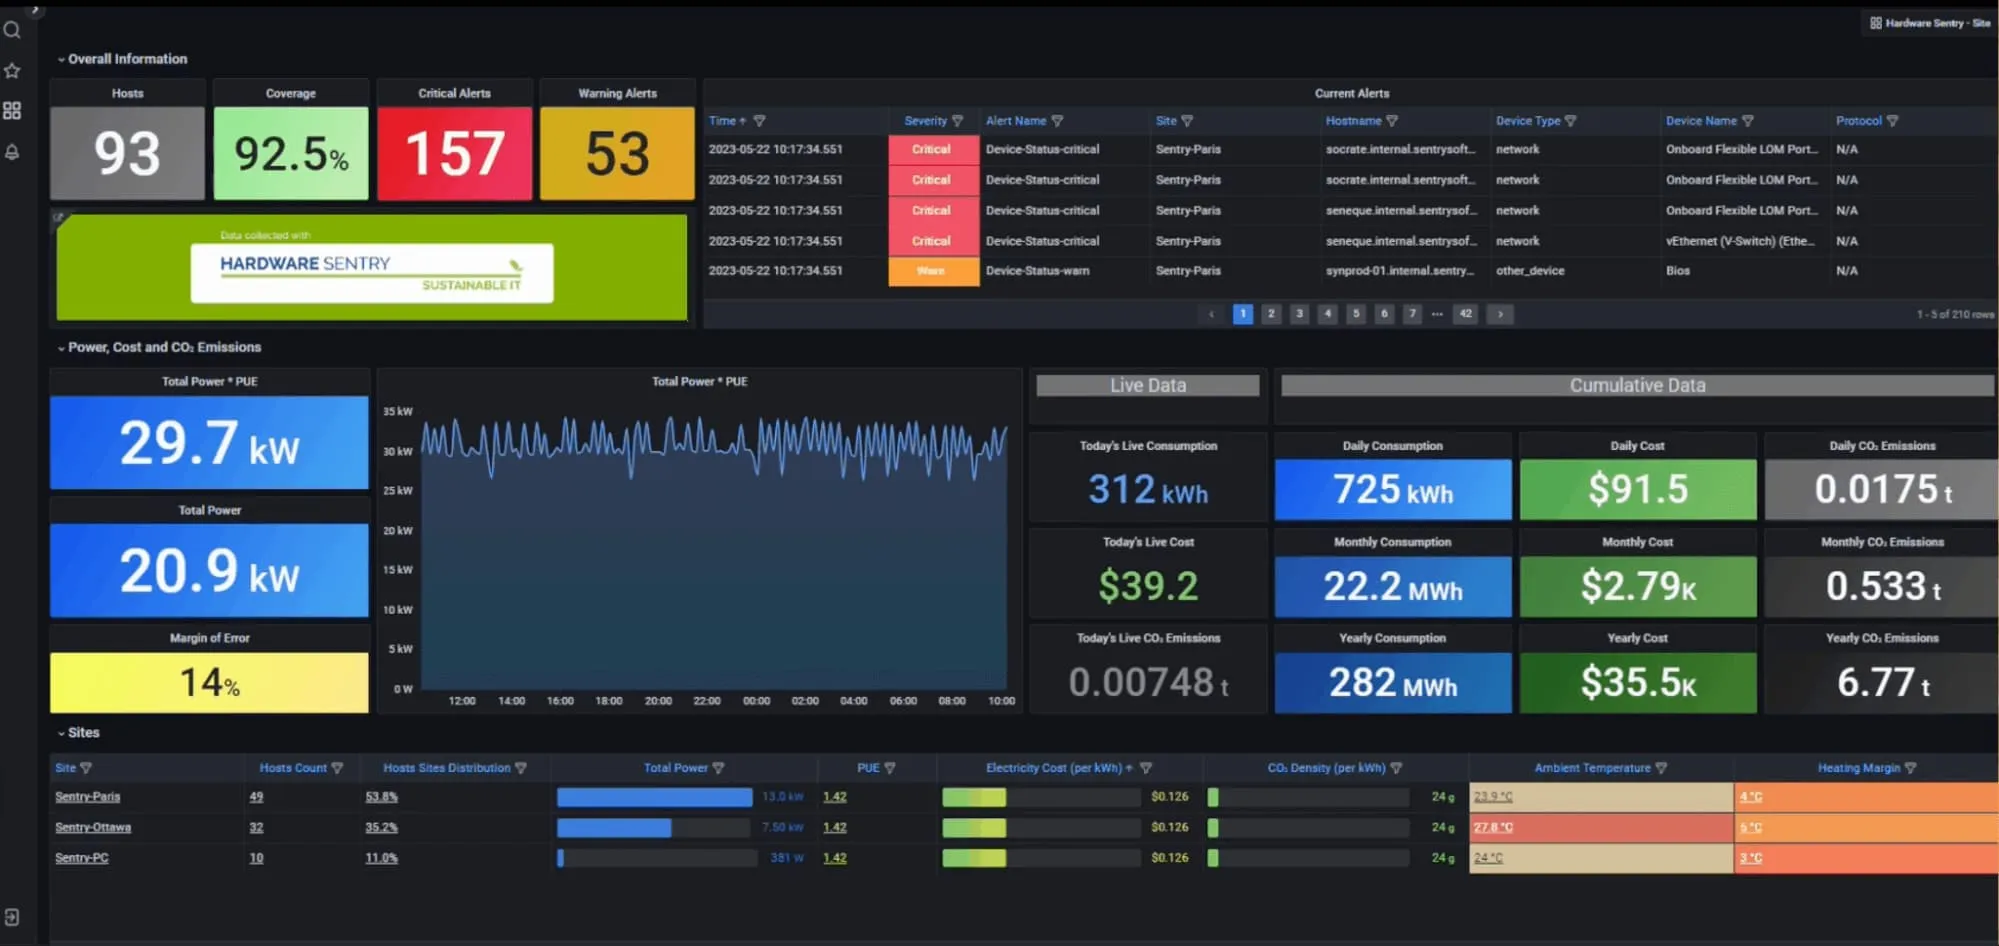 Hardware Sentry - Site
Overall Information
Hosts
93
Coverage
92.5%
Critical Alerts
157
Warning Alerts
53
Data collected with
HARDWARE SENTRY
SUSTAINABLE IT
Current Alerts
Time Severity Alert Name Site Hostname Device Type Device Name Protocol
2023-05-22 10:17:34.551 Critical Device-Status-critical Sentry-Paris socrate.internal.sentrysoft... network Onboard Flexible LOM Port... N/A
2023-05-22 10:17:34.551 Critical Device-Status-critical Sentry-Paris socrate.internal.sentrysoft... network Onboard Flexible LOM Port... N/A
2023-05-22 10:17:34.551 Critical Device-Status-critical Sentry-Paris seneque.internal.sentrysof... network Onboard Flexible LOM Port... N/A
2023-05-22 10:17:34.551 Critical Device-Status-critical Sentry-Paris seneque.internal.sentrysof... network vEthernet (V-Switch) (Ethe... N/A
2023-05-22 10:17:34.551 Warn Device-Status-warn Sentry-Paris synprod-01.internal.sentry... other_device Bios N/A
1 2 3 4 5 6 7 ... 42
1 - 5 of 210 rows
Power, Cost and CO₂ Emissions
Total Power * PUE
29.7 kW
Total Power
20.9 kW
Margin of Error
14%
Total Power * PUE
35 kW
30 kW
25 kW
20 kW
15 kW
10 kW
5 kW
0 W
12:00 14:00 16:00 18:00 20:00 22:00 00:00 02:00 04:00 06:00 08:00 10:00
Live Data
Today's Live Consumption
312 kWh
Today's Live Cost
$39.2
Today's Live CO₂ Emissions
0.00748 t
Cumulative Data
Daily Consumption
725 kWh
Daily Cost
$91.5
Daily CO₂ Emissions
0.0175 t
Monthly Consumption
22.2 MWh
Monthly Cost
$2.79K
Monthly CO₂ Emissions
0.533 t
Yearly Consumption
282 MWh
Yearly Cost
$35.5K
Yearly CO₂ Emissions
6.77 t
Sites
Site Hosts Count Hosts Sites Distribution Total Power PUE Electricity Cost (per kWh) CO₂ Density (per kWh) Ambient Temperature Heating Margin
Sentry-Paris 49 53.8% 13.0 kW 1.42 $0.126 24 g 23.9 °C 4 °C
Sentry-Ottawa 32 35.2% 7.50 kW 1.42 $0.126 24 g 27.8 °C 5 °C
Sentry-PC 10 11.0% 381 W 1.42 $0.126 24 g 24 °C 3 °C